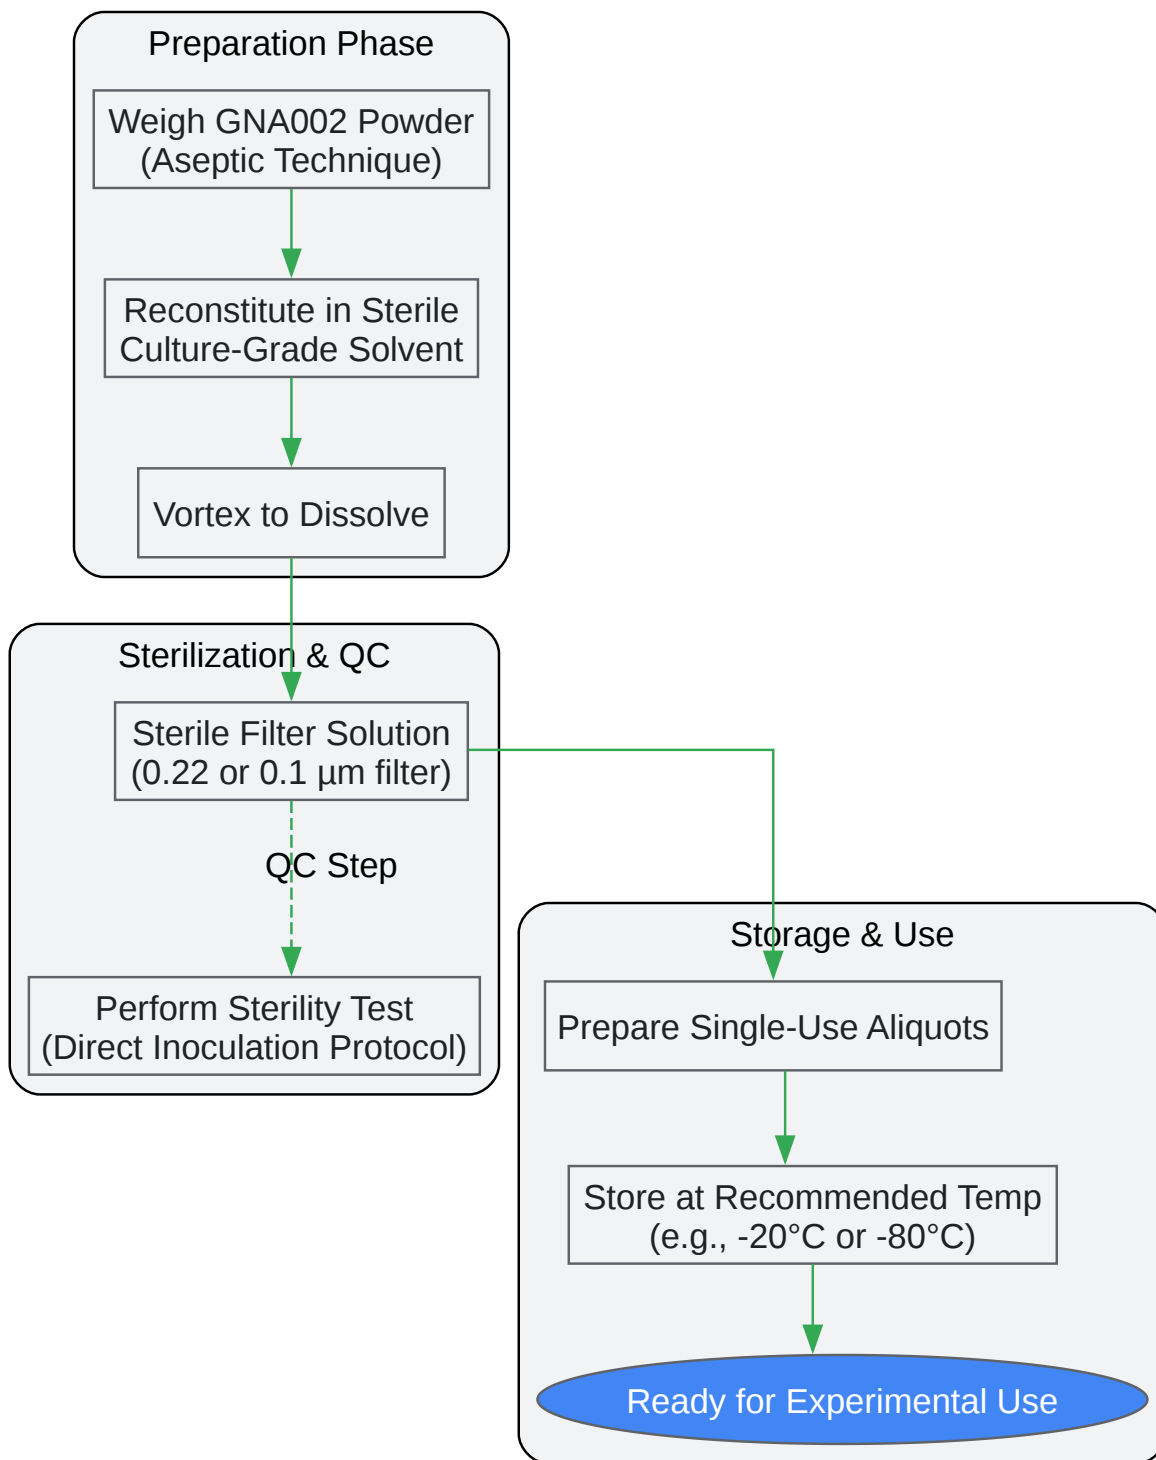 Preparation Phase
Weigh GNA002 Powder
(Aseptic Technique)
Reconstitute in Sterile
Culture-Grade Solvent
Vortex to Dissolve
Sterilization & QC
Sterile Filter Solution
(0.22 or 0.1 µm filter)
QC Step
Perform Sterility Test
(Direct Inoculation Protocol)
Storage & Use
Prepare Single-Use Aliquots
Store at Recommended Temp
(e.g., -20°C or -80°C)
Ready for Experimental Use